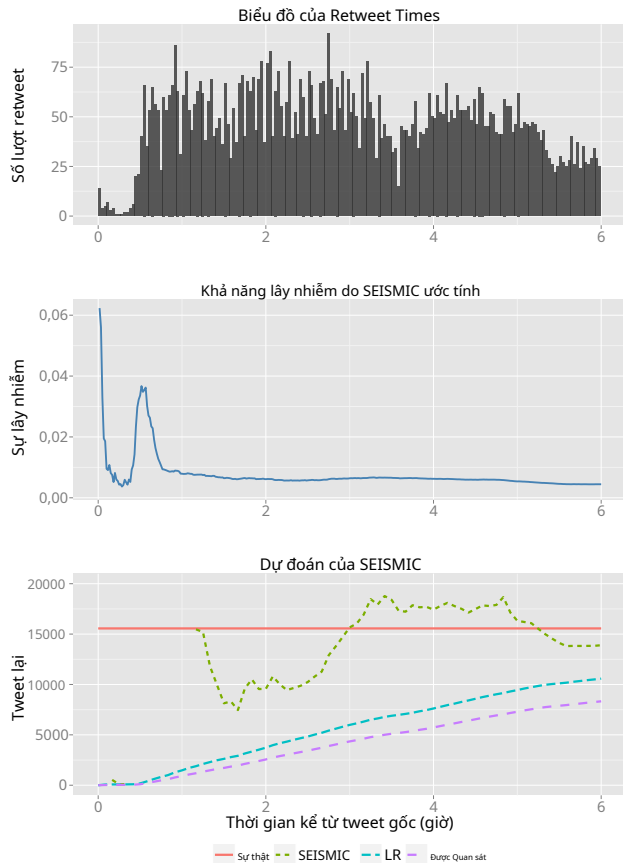 Biểu đồ của Retweet Times
75
50
25
0
Số lượt retweet
0 2 4 6
Khả năng lây nhiễm do SEISMIC ước tính
0,06
0,04
0,02
0,00
Sự lây nhiễm
0 2 4 6
Dự đoán của SEISMIC
20000
15000
10000
5000
0
Tweet lại
0 2 4 6
Thời gian kể từ tweet gốc (giờ)
Sự thật SEISMIC LR Được Quan sát